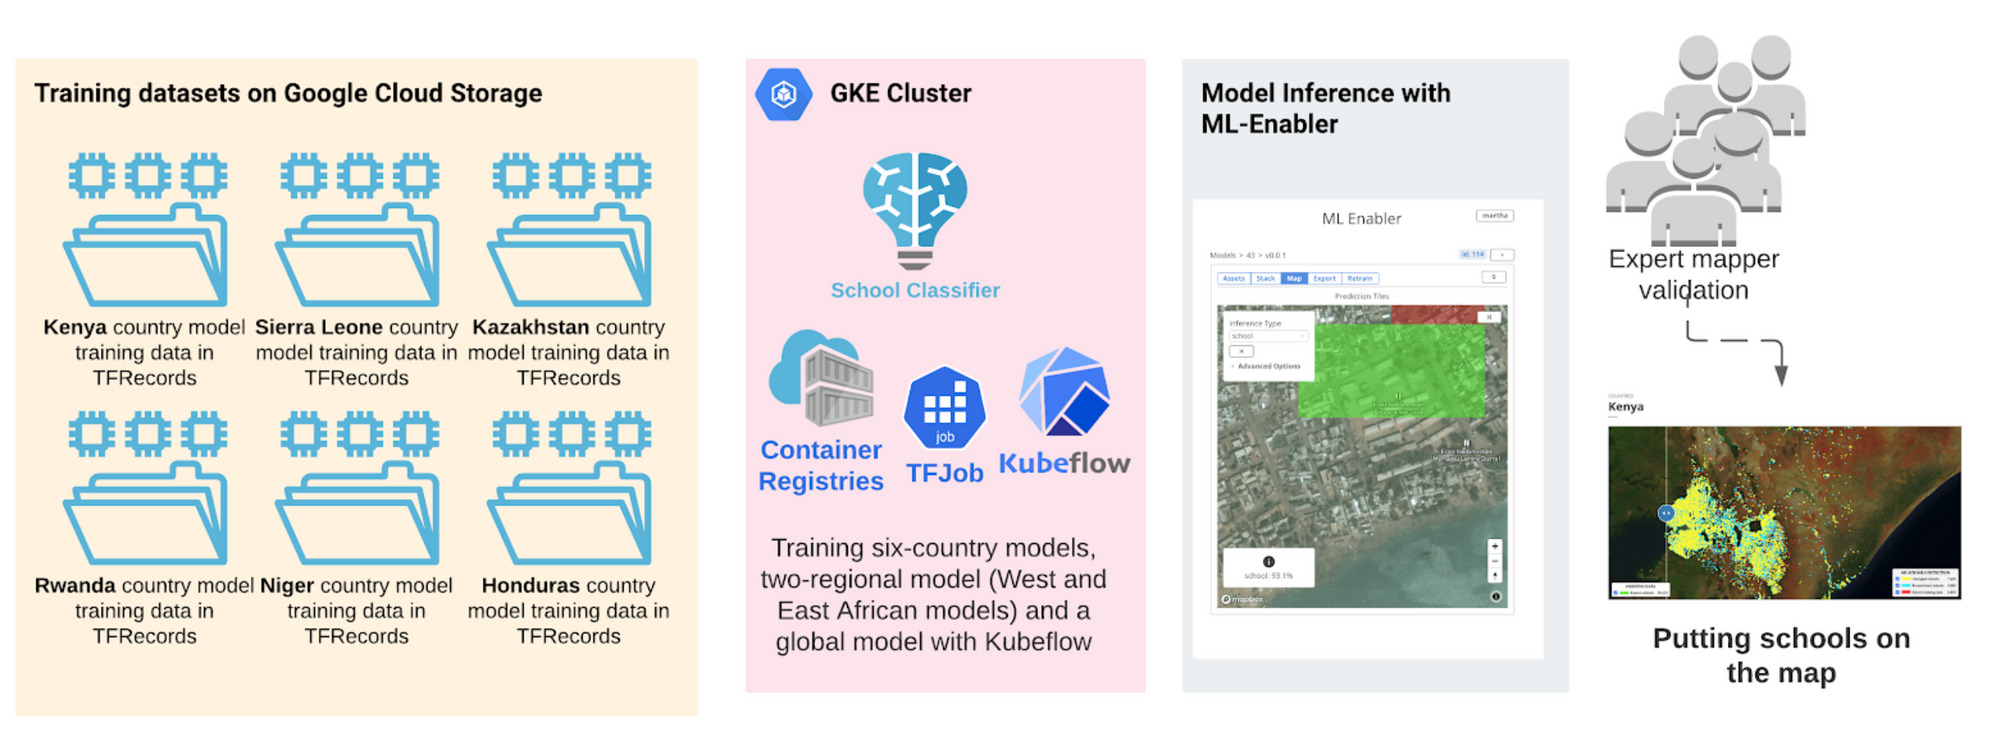 Training datasets on Google Cloud Storage
Kenya country model
training data in
TFRecords
Sierra Leone country
model training data in
TFRecords
Kazakhstan country
model training data in
TFRecords
Rwanda country model
training data in
TFRecords
Niger country model
training data in
TFRecords
Honduras country
model training data in
TFRecords
GKE Cluster
School Classifier
Container
Registries
job
TFJob
Kubeflow
Training six-country models,
two-regional model (West and
East African models) and a
global model with Kubeflow
Model Inference with
ML-Enabler
ML Enabler
martha
Models > 43 > v0.0.1
id: 114
Assets
Stack
Map
Export
Retrain
Prediction Tiles
Inference Type
school
Advanced Options
school: 93.1%
mapbox
Expert mapper
validation
COUNTRIES
Kenya
Putting schools on
the map